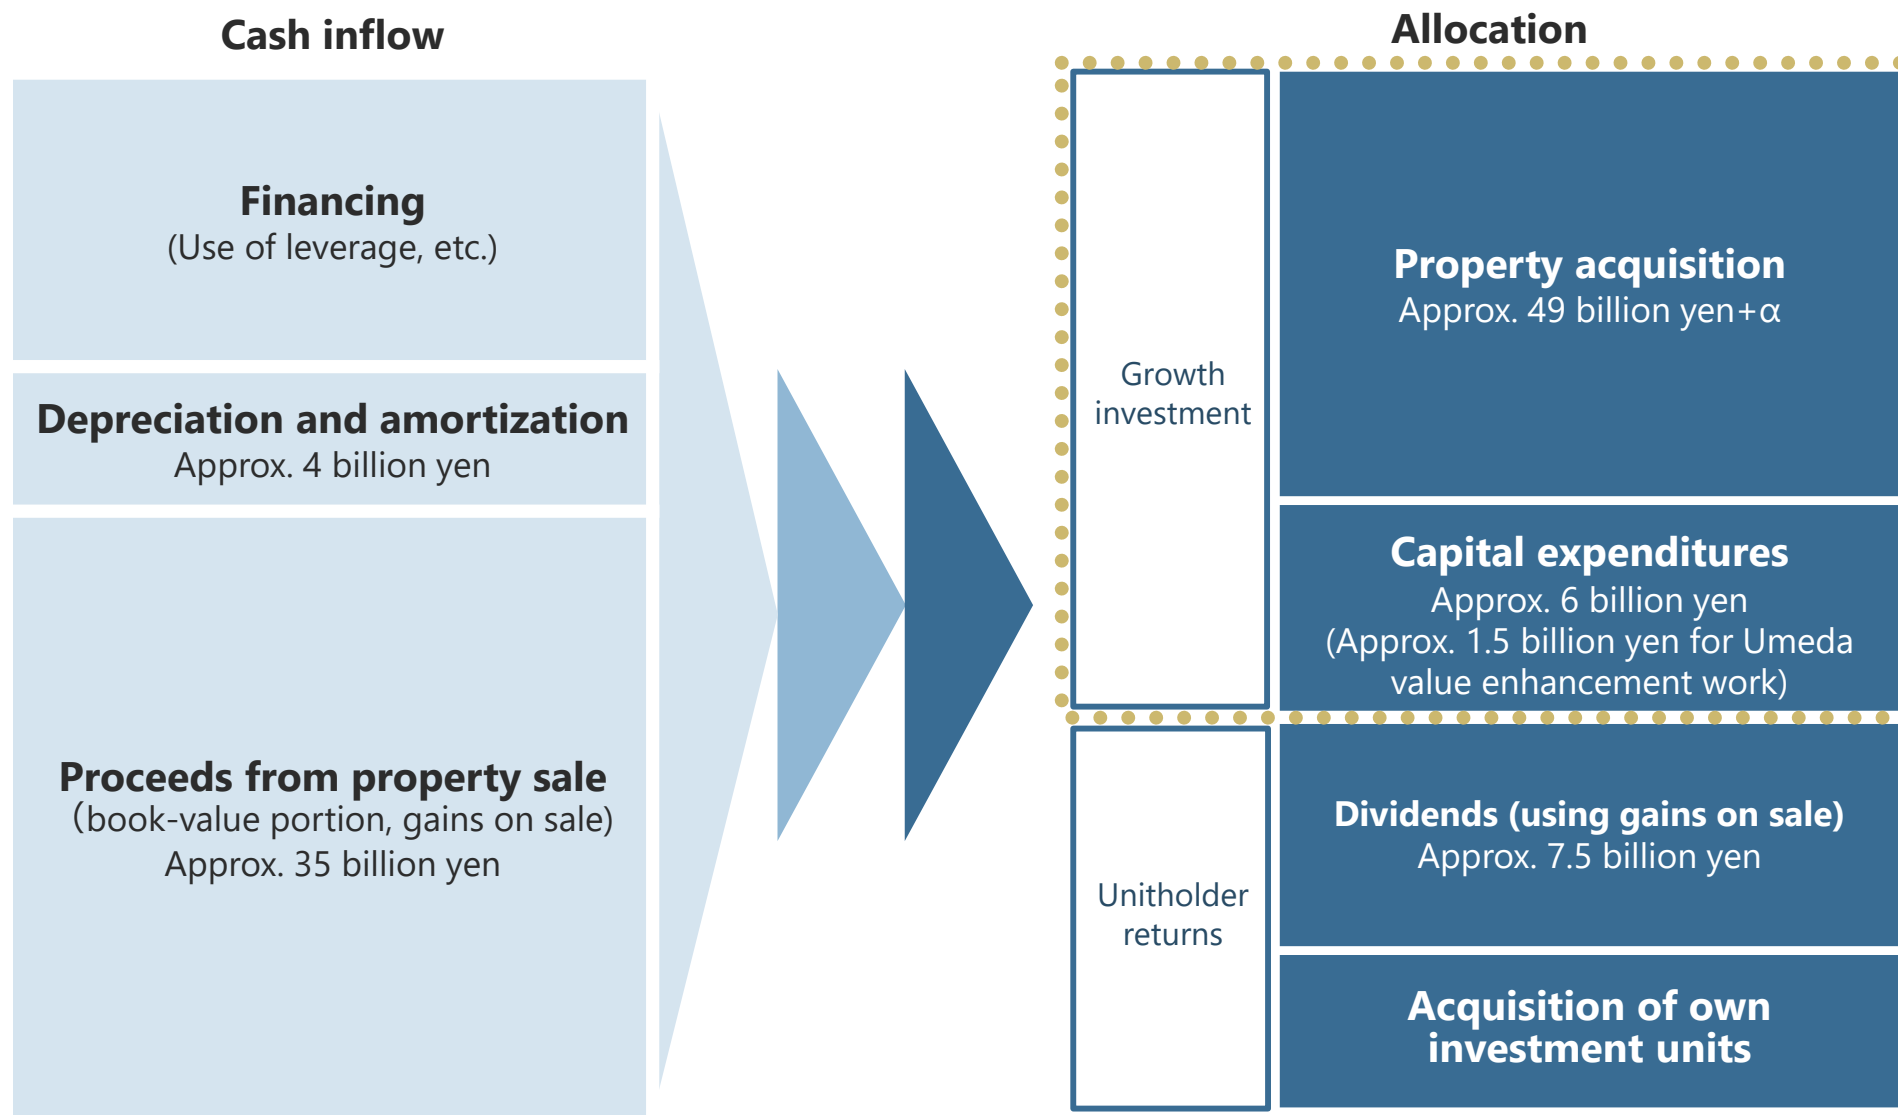 Cash inflow
Financing
(Use of leverage, etc.)
Depreciation and amortization
Approx. 4 billion yen
Proceeds from property sale
（book-value portion, gains on sale)
Approx. 35 billion yen
Allocation
Growth
investment
Property acquisition
Approx. 49 billion yen+α
Capital expenditures
Approx. 6 billion yen
(Approx. 1.5 billion yen for Umeda
value enhancement work)
Unitholder
returns
Dividends (using gains on sale)
Approx. 7.5 billion yen
Acquisition of own
investment units